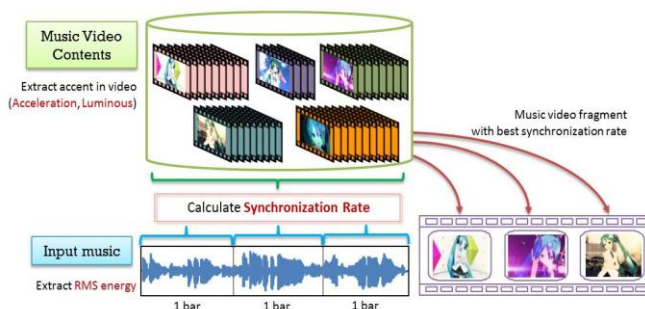 Music Video
Contents
Extract accent in video
(Acceleration, Luminous)
Music video fragment
with best synchronization rate
Calculate Synchronization Rate
Input music
Extract RMS energy
1 bar
1 bar
1 bar